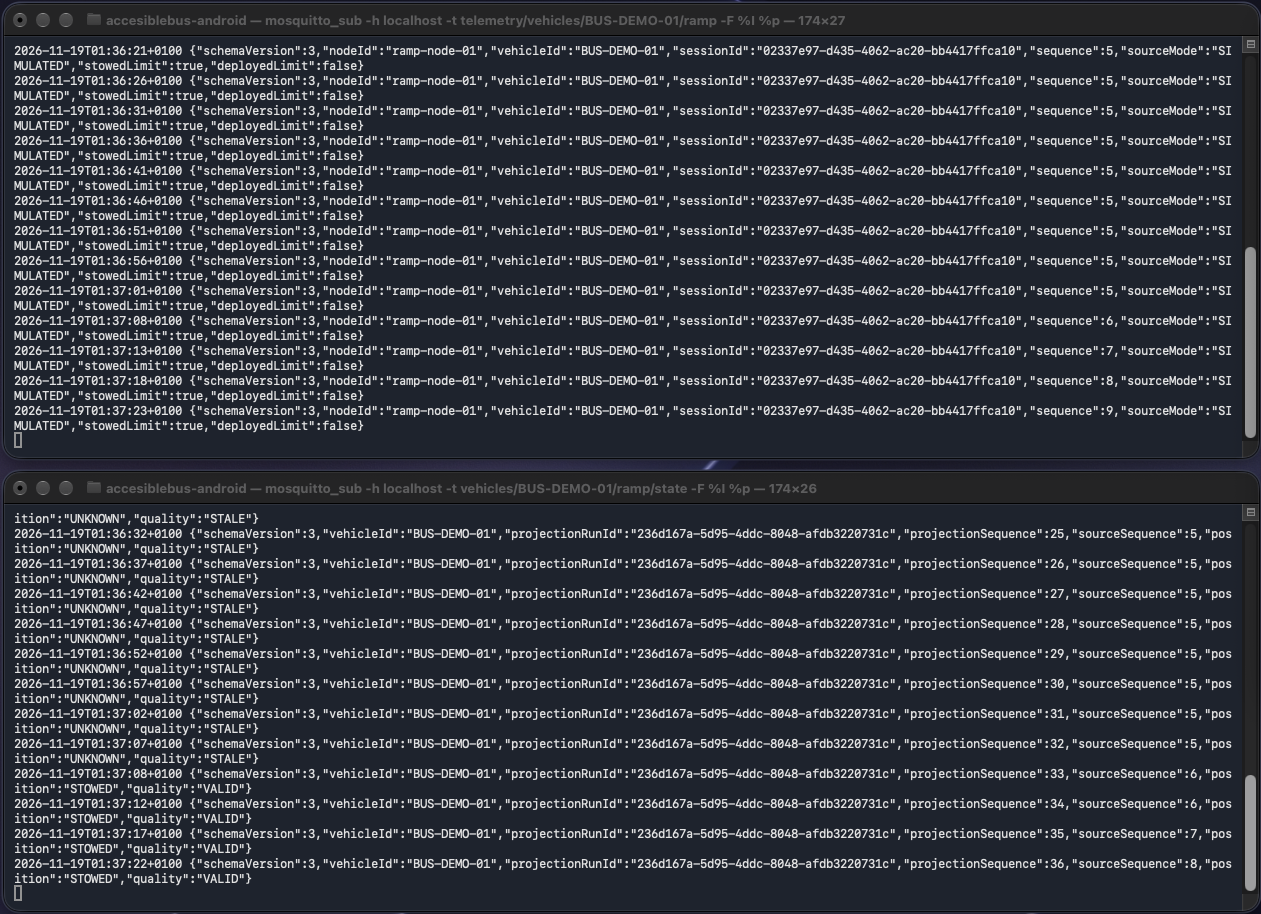 accesiblebus-android — mosquitto_sub -h localhost -t telemetry/vehicles/BUS-DEMO-01/ramp -F %I %p — 174×27
2026-11-19T01:36:21+0100 {"schemaVersion":3,"nodeId":"ramp-node-01","vehicleId":"BUS-DEMO-01","sessionId":"02337e97-d435-4062-ac20-bb4417ffca10","sequence":5,"sourceMode":"SI
MULATED","stowedLimit":true,"deployedLimit":false}
2026-11-19T01:36:26+0100 {"schemaVersion":3,"nodeId":"ramp-node-01","vehicleId":"BUS-DEMO-01","sessionId":"02337e97-d435-4062-ac20-bb4417ffca10","sequence":5,"sourceMode":"SI
MULATED","stowedLimit":true,"deployedLimit":false}
2026-11-19T01:36:31+0100 {"schemaVersion":3,"nodeId":"ramp-node-01","vehicleId":"BUS-DEMO-01","sessionId":"02337e97-d435-4062-ac20-bb4417ffca10","sequence":5,"sourceMode":"SI
MULATED","stowedLimit":true,"deployedLimit":false}
2026-11-19T01:36:36+0100 {"schemaVersion":3,"nodeId":"ramp-node-01","vehicleId":"BUS-DEMO-01","sessionId":"02337e97-d435-4062-ac20-bb4417ffca10","sequence":5,"sourceMode":"SI
MULATED","stowedLimit":true,"deployedLimit":false}
2026-11-19T01:36:41+0100 {"schemaVersion":3,"nodeId":"ramp-node-01","vehicleId":"BUS-DEMO-01","sessionId":"02337e97-d435-4062-ac20-bb4417ffca10","sequence":5,"sourceMode":"SI
MULATED","stowedLimit":true,"deployedLimit":false}
2026-11-19T01:36:46+0100 {"schemaVersion":3,"nodeId":"ramp-node-01","vehicleId":"BUS-DEMO-01","sessionId":"02337e97-d435-4062-ac20-bb4417ffca10","sequence":5,"sourceMode":"SI
MULATED","stowedLimit":true,"deployedLimit":false}
2026-11-19T01:36:51+0100 {"schemaVersion":3,"nodeId":"ramp-node-01","vehicleId":"BUS-DEMO-01","sessionId":"02337e97-d435-4062-ac20-bb4417ffca10","sequence":5,"sourceMode":"SI
MULATED","stowedLimit":true,"deployedLimit":false}
2026-11-19T01:36:56+0100 {"schemaVersion":3,"nodeId":"ramp-node-01","vehicleId":"BUS-DEMO-01","sessionId":"02337e97-d435-4062-ac20-bb4417ffca10","sequence":5,"sourceMode":"SI
MULATED","stowedLimit":true,"deployedLimit":false}
2026-11-19T01:37:01+0100 {"schemaVersion":3,"nodeId":"ramp-node-01","vehicleId":"BUS-DEMO-01","sessionId":"02337e97-d435-4062-ac20-bb4417ffca10","sequence":5,"sourceMode":"SI
MULATED","stowedLimit":true,"deployedLimit":false}
2026-11-19T01:37:08+0100 {"schemaVersion":3,"nodeId":"ramp-node-01","vehicleId":"BUS-DEMO-01","sessionId":"02337e97-d435-4062-ac20-bb4417ffca10","sequence":6,"sourceMode":"SI
MULATED","stowedLimit":true,"deployedLimit":false}
2026-11-19T01:37:13+0100 {"schemaVersion":3,"nodeId":"ramp-node-01","vehicleId":"BUS-DEMO-01","sessionId":"02337e97-d435-4062-ac20-bb4417ffca10","sequence":7,"sourceMode":"SI
MULATED","stowedLimit":true,"deployedLimit":false}
2026-11-19T01:37:18+0100 {"schemaVersion":3,"nodeId":"ramp-node-01","vehicleId":"BUS-DEMO-01","sessionId":"02337e97-d435-4062-ac20-bb4417ffca10","sequence":8,"sourceMode":"SI
MULATED","stowedLimit":true,"deployedLimit":false}
2026-11-19T01:37:23+0100 {"schemaVersion":3,"nodeId":"ramp-node-01","vehicleId":"BUS-DEMO-01","sessionId":"02337e97-d435-4062-ac20-bb4417ffca10","sequence":9,"sourceMode":"SI
MULATED","stowedLimit":true,"deployedLimit":false}
accesiblebus-android — mosquitto_sub -h localhost -t vehicles/BUS-DEMO-01/ramp/state -F %I %p — 174×26
ition":"UNKNOWN","quality":"STALE"}
2026-11-19T01:36:32+0100 {"schemaVersion":3,"vehicleId":"BUS-DEMO-01","projectionRunId":"236d167a-5d95-4ddc-8048-afdb3220731c","projectionSequence":25,"sourceSequence":5,"pos
ition":"UNKNOWN","quality":"STALE"}
2026-11-19T01:36:37+0100 {"schemaVersion":3,"vehicleId":"BUS-DEMO-01","projectionRunId":"236d167a-5d95-4ddc-8048-afdb3220731c","projectionSequence":26,"sourceSequence":5,"pos
ition":"UNKNOWN","quality":"STALE"}
2026-11-19T01:36:42+0100 {"schemaVersion":3,"vehicleId":"BUS-DEMO-01","projectionRunId":"236d167a-5d95-4ddc-8048-afdb3220731c","projectionSequence":27,"sourceSequence":5,"pos
ition":"UNKNOWN","quality":"STALE"}
2026-11-19T01:36:47+0100 {"schemaVersion":3,"vehicleId":"BUS-DEMO-01","projectionRunId":"236d167a-5d95-4ddc-8048-afdb3220731c","projectionSequence":28,"sourceSequence":5,"pos
ition":"UNKNOWN","quality":"STALE"}
2026-11-19T01:36:52+0100 {"schemaVersion":3,"vehicleId":"BUS-DEMO-01","projectionRunId":"236d167a-5d95-4ddc-8048-afdb3220731c","projectionSequence":29,"sourceSequence":5,"pos
ition":"UNKNOWN","quality":"STALE"}
2026-11-19T01:36:57+0100 {"schemaVersion":3,"vehicleId":"BUS-DEMO-01","projectionRunId":"236d167a-5d95-4ddc-8048-afdb3220731c","projectionSequence":30,"sourceSequence":5,"pos
ition":"UNKNOWN","quality":"STALE"}
2026-11-19T01:37:02+0100 {"schemaVersion":3,"vehicleId":"BUS-DEMO-01","projectionRunId":"236d167a-5d95-4ddc-8048-afdb3220731c","projectionSequence":31,"sourceSequence":5,"pos
ition":"UNKNOWN","quality":"STALE"}
2026-11-19T01:37:07+0100 {"schemaVersion":3,"vehicleId":"BUS-DEMO-01","projectionRunId":"236d167a-5d95-4ddc-8048-afdb3220731c","projectionSequence":32,"sourceSequence":5,"pos
ition":"UNKNOWN","quality":"STALE"}
2026-11-19T01:37:08+0100 {"schemaVersion":3,"vehicleId":"BUS-DEMO-01","projectionRunId":"236d167a-5d95-4ddc-8048-afdb3220731c","projectionSequence":33,"sourceSequence":6,"pos
ition":"STOWED","quality":"VALID"}
2026-11-19T01:37:12+0100 {"schemaVersion":3,"vehicleId":"BUS-DEMO-01","projectionRunId":"236d167a-5d95-4ddc-8048-afdb3220731c","projectionSequence":34,"sourceSequence":6,"pos
ition":"STOWED","quality":"VALID"}
2026-11-19T01:37:17+0100 {"schemaVersion":3,"vehicleId":"BUS-DEMO-01","projectionRunId":"236d167a-5d95-4ddc-8048-afdb3220731c","projectionSequence":35,"sourceSequence":7,"pos
ition":"STOWED","quality":"VALID"}
2026-11-19T01:37:22+0100 {"schemaVersion":3,"vehicleId":"BUS-DEMO-01","projectionRunId":"236d167a-5d95-4ddc-8048-afdb3220731c","projectionSequence":36,"sourceSequence":8,"pos
ition":"STOWED","quality":"VALID"}